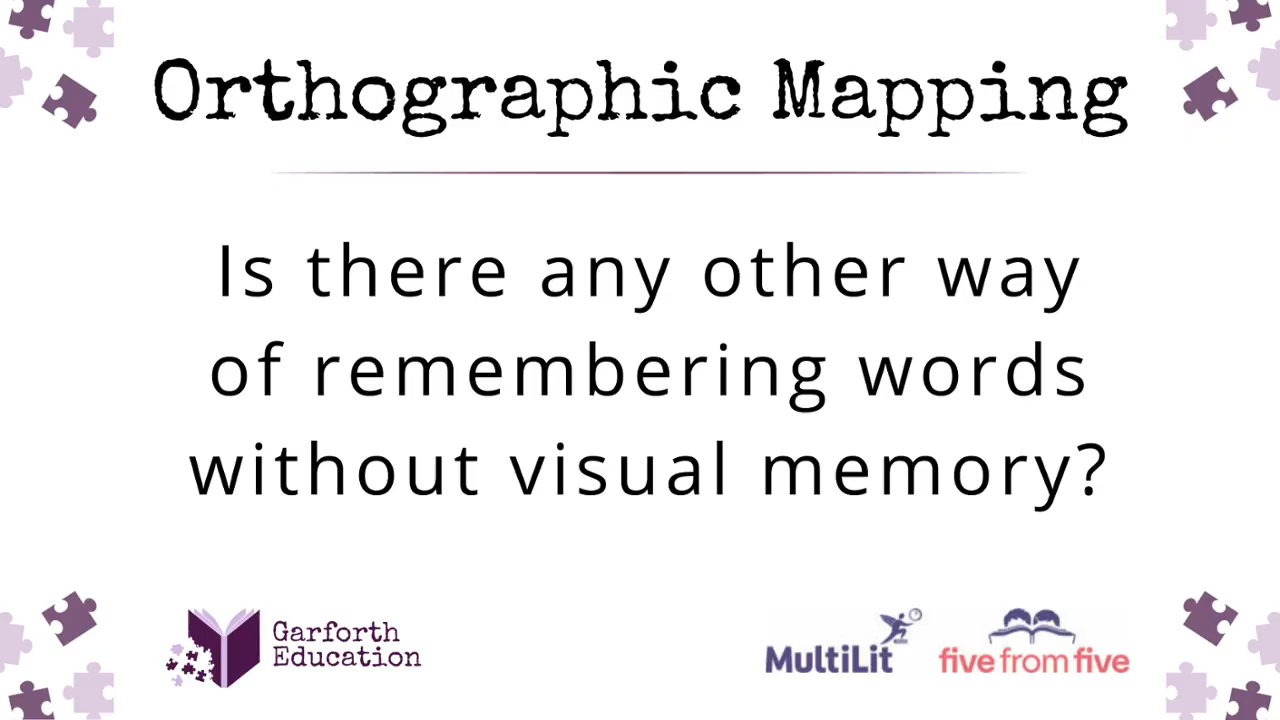 Orthographic Mapping
Is there any other way
of remembering words
without visual memory?
Garforth
Education
MultiLit
five from five